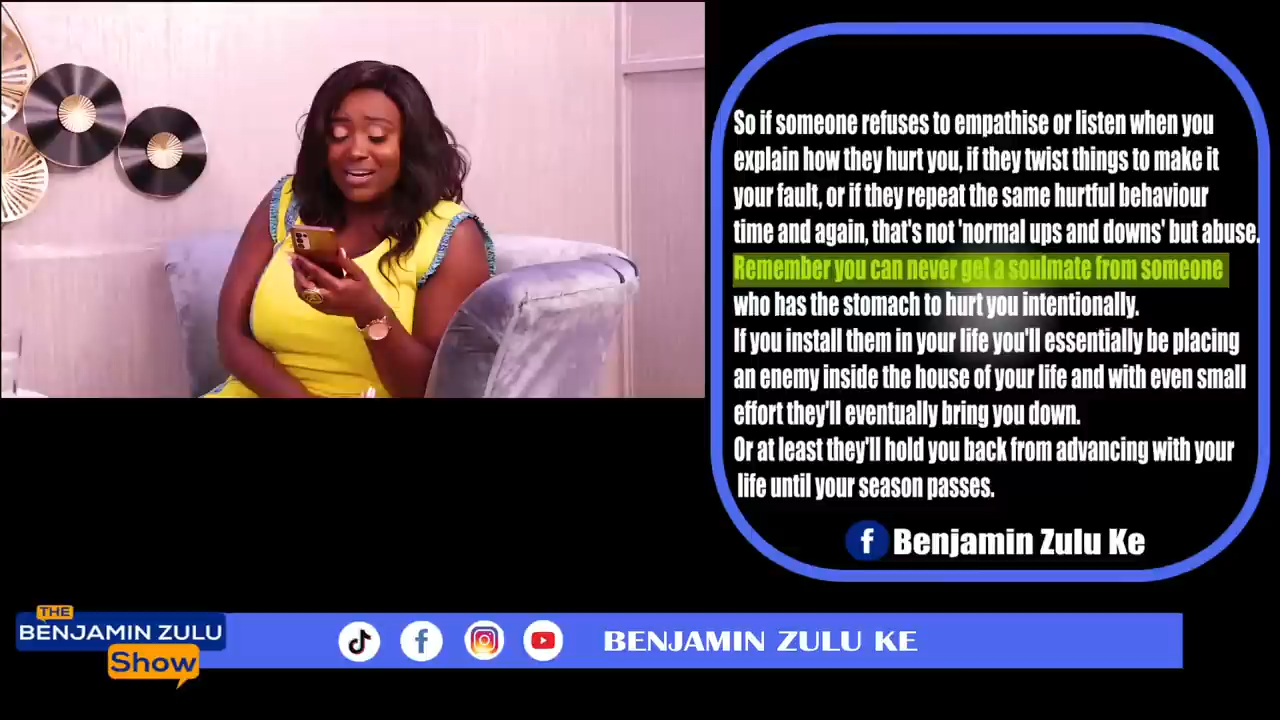 So if someone refuses to empathise or listen when you
explain how they hurt you, if they twist things to make it
your fault, or if they repeat the same hurtful behaviour
time and again, that's not 'normal ups and downs' but abuse.
Remember you can never get a soulmate from someone
who has the stomach to hurt you intentionally.
If you install them in your life you'll essentially be placing
an enemy inside the house of your life and with even small
effort they'll eventually bring you down.
Or at least they'll hold you back from advancing with your
life until your season passes.
Benjamin Zulu Ke
THE
BENJAMIN ZULU
Show
BENJAMIN ZULU KE